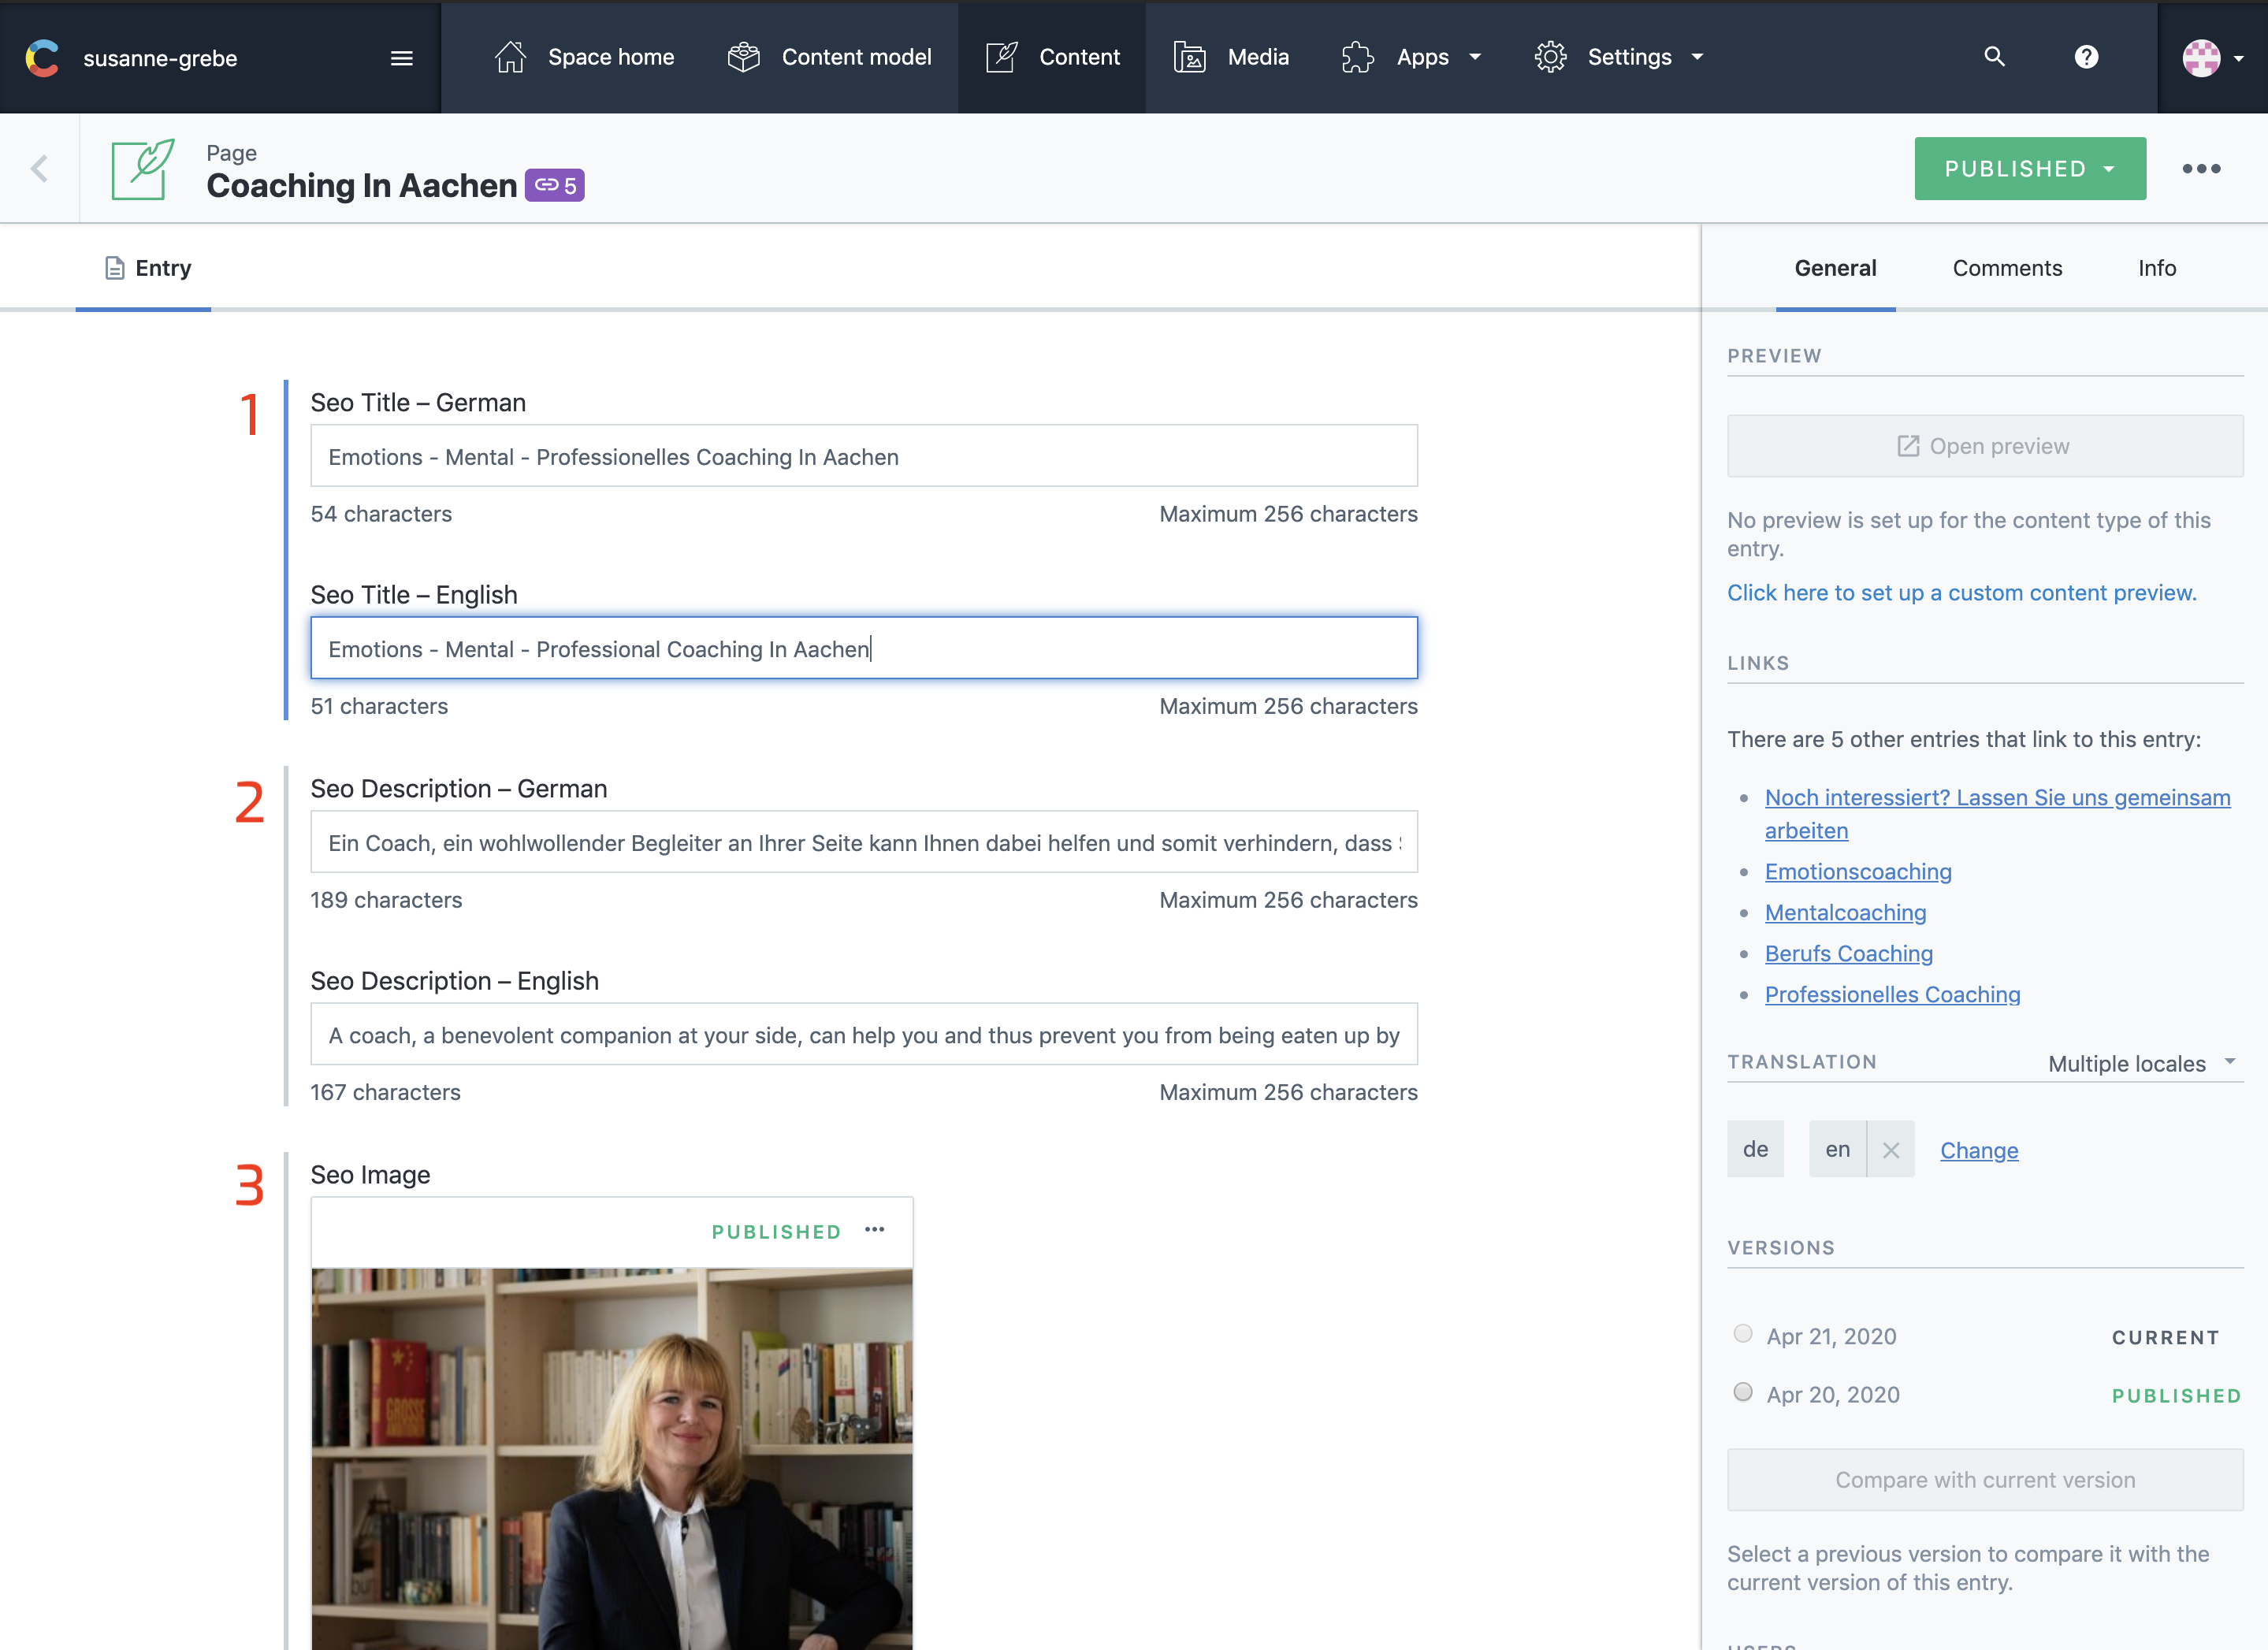 susanne-grebe
Space home
Content model
Content
Media
Apps
Settings
Page
Coaching In Aachen
5
PUBLISHED
Entry
1
Seo Title – German
Emotions - Mental - Professionelles Coaching In Aachen
54 characters
Maximum 256 characters
Seo Title – English
Emotions - Mental - Professional Coaching In Aachen
51 characters
Maximum 256 characters
2
Seo Description – German
Ein Coach, ein wohlwollender Begleiter an Ihrer Seite kann Ihnen dabei helfen und somit verhindern, dass
189 characters
Maximum 256 characters
Seo Description – English
A coach, a benevolent companion at your side, can help you and thus prevent you from being eaten up by
167 characters
Maximum 256 characters
3
Seo Image
PUBLISHED
GROSSE
General
Comments
Info
PREVIEW
Open preview
No preview is set up for the content type of this
entry.
Click here to set up a custom content preview.
LINKS
There are 5 other entries that link to this entry:
Noch interessiert? Lassen Sie uns gemeinsam
arbeiten
Emotionscoaching
Mentalcoaching
Berufs Coaching
Professionelles Coaching
TRANSLATION
Multiple locales
de
en
Change
VERSIONS
Apr 21, 2020
CURRENT
Apr 20, 2020
PUBLISHED
Compare with current version
Select a previous version to compare it with the
current version of this entry.